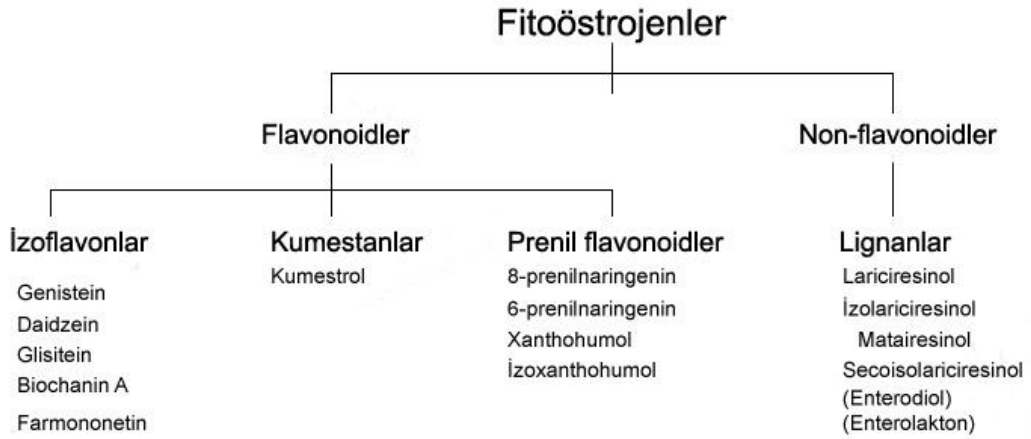 Fitoöstrojenler
Flavonoidler
Non-flavonoidler
İzoflavonlar
Genistein
Daidzein
Glisitein
Biochanin A
Farmononetin
Kumestanlar
Kumestrol
Prenil flavonoidler
8-prenilnaringenin
6-prenilnaringenin
Xanthohumol
İzoxanthohumol
Lignanlar
Lariciresinol
İzolariciresinol
Matairesinol
Secoisolariciresinol
(Enterodiol)
(Enterolakton)